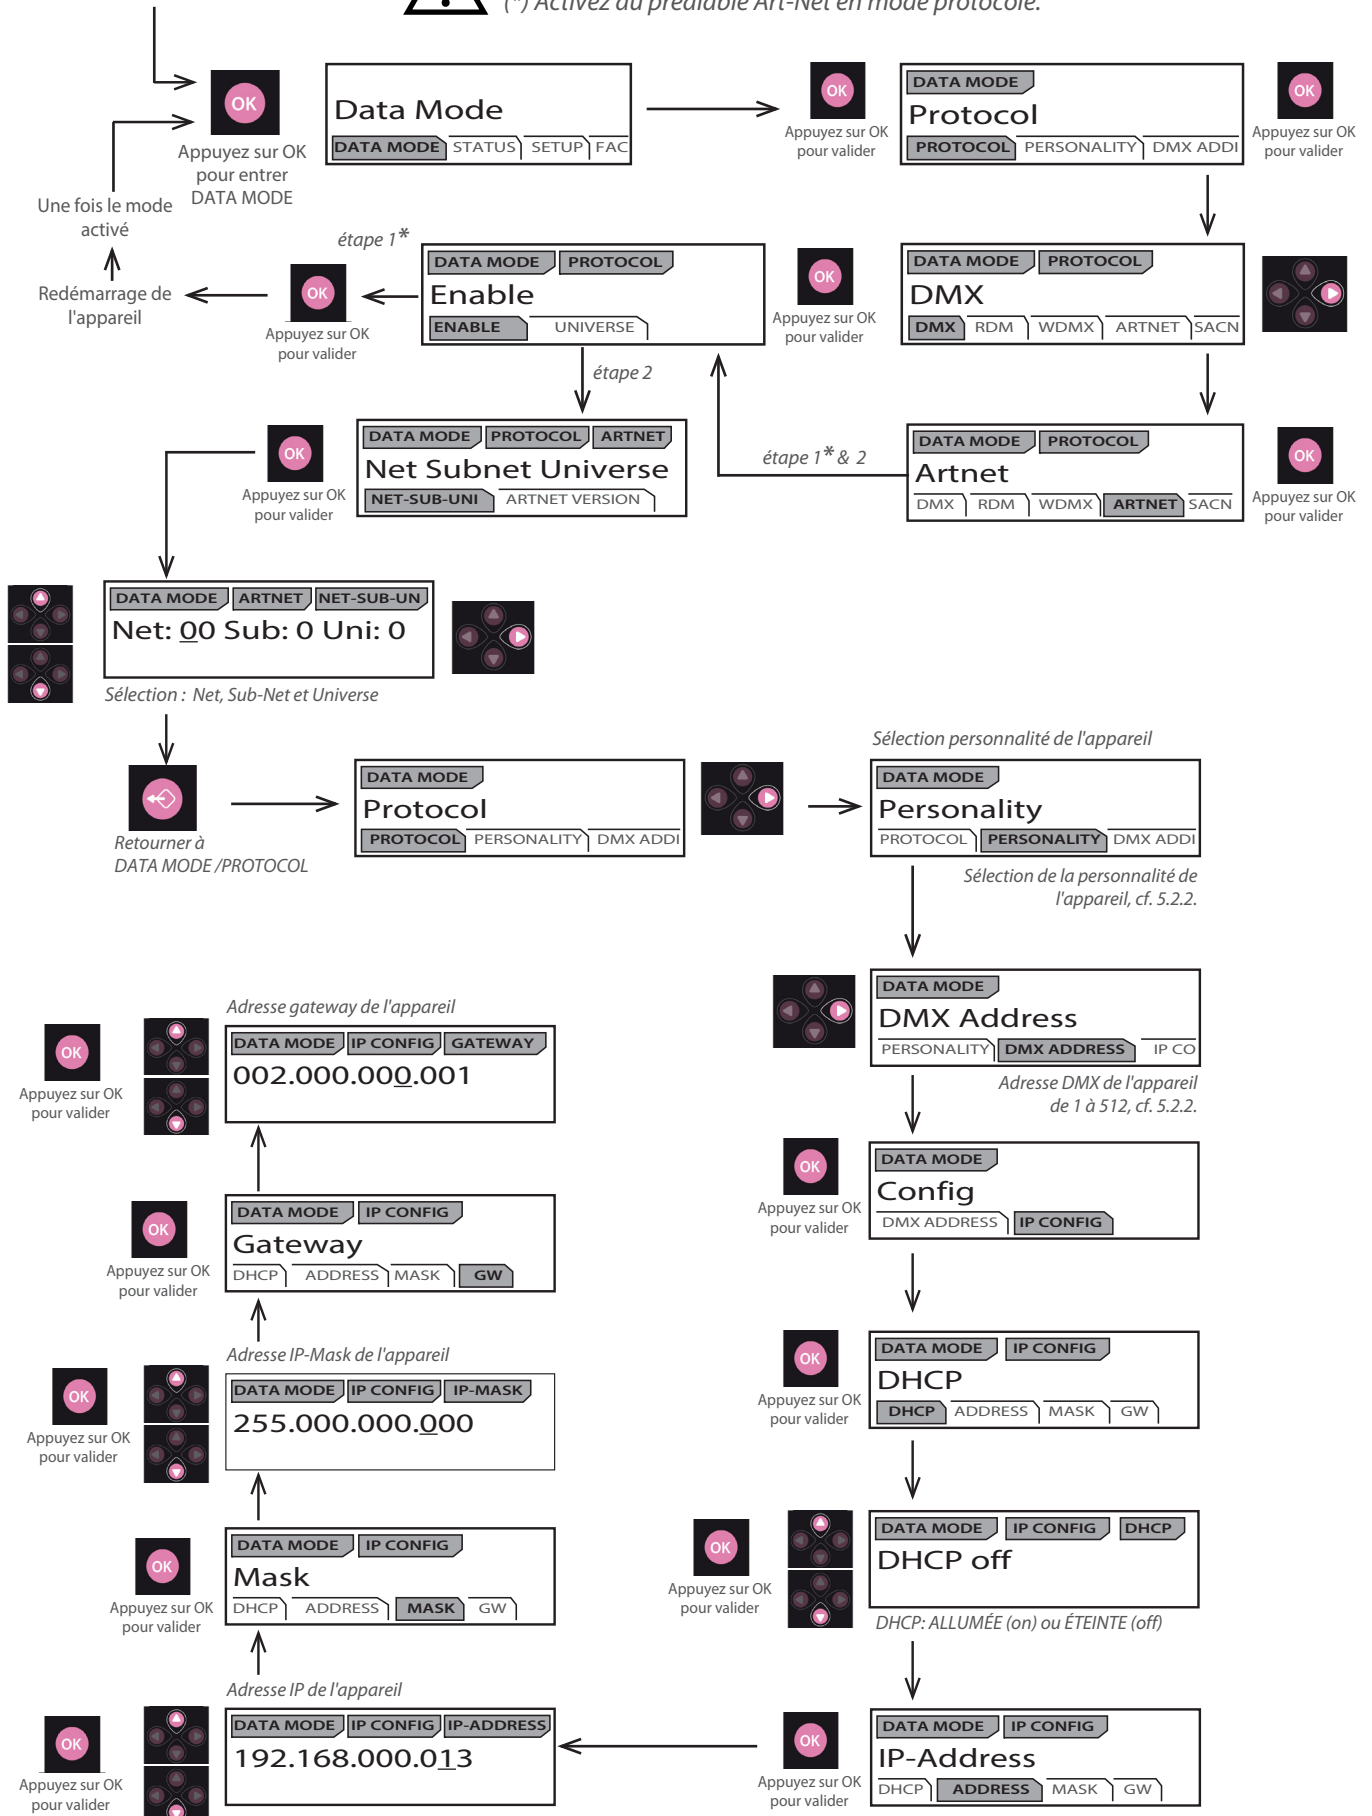 (*) Activez au préalable Art-Net en mode protocole.
OK
Appuyez sur OK
pour entrer
DATA MODE
Data Mode
DATA MODE STATUS SETUP FAC
OK
Appuyez sur OK
pour valider
DATA MODE
Protocol
PROTOCOL PERSONALITY DMX ADDI
OK
Appuyez sur OK
pour valider
Une fois le mode
activé
Redémarrage de
l'appareil
OK
Appuyez sur OK
pour valider
étape 1*
DATA MODE PROTOCOL
Enable
ENABLE UNIVERSE
OK
Appuyez sur OK
pour valider
DATA MODE PROTOCOL
DMX
DMX RDM WDMX ARTNET SACN
étape 2
OK
Appuyez sur OK
pour valider
DATA MODE PROTOCOL ARTNET
Net Subnet Universe
NET-SUB-UNI ARTNET VERSION
étape 1* & 2
DATA MODE PROTOCOL
Artnet
DMX RDM WDMX ARTNET SACN
OK
Appuyez sur OK
pour valider
DATA MODE ARTNET NET-SUB-UN
Net: 00 Sub: 0 Uni: 0
Sélection : Net, Sub-Net et Universe
Retourner à
DATA MODE /PROTOCOL
DATA MODE
Protocol
PROTOCOL PERSONALITY DMX ADDI
Sélection personnalité de l'appareil
DATA MODE
Personality
PROTOCOL PERSONALITY DMX ADDI
Sélection de la personnalité de
l'appareil, cf. 5.2.2.
DATA MODE
DMX Address
PERSONALITY DMX ADDRESS IP CO
Adresse DMX de l'appareil
de 1 à 512, cf. 5.2.2.
OK
Appuyez sur OK
pour valider
DATA MODE
Config
DMX ADDRESS IP CONFIG
OK
Appuyez sur OK
pour valider
DATA MODE IP CONFIG
DHCP
DHCP ADDRESS MASK GW
OK
Appuyez sur OK
pour valider
DATA MODE IP CONFIG DHCP
DHCP off
DHCP: ALLUMÉE (on) ou ÉTEINTE (off)
OK
Appuyez sur OK
pour valider
DATA MODE IP CONFIG
IP-Address
DHCP ADDRESS MASK GW
Adresse IP de l'appareil
OK
Appuyez sur OK
pour valider
DATA MODE IP CONFIG IP-ADDRESS
192.168.000.013
OK
Appuyez sur OK
pour valider
DATA MODE IP CONFIG
Mask
DHCP ADDRESS MASK GW
Adresse IP-Mask de l'appareil
OK
Appuyez sur OK
pour valider
DATA MODE IP CONFIG IP-MASK
255.000.000.000
OK
Appuyez sur OK
pour valider
DATA MODE IP CONFIG
Gateway
DHCP ADDRESS MASK GW
Adresse gateway de l'appareil
OK
Appuyez sur OK
pour valider
DATA MODE IP CONFIG GATEWAY
002.000.000.001